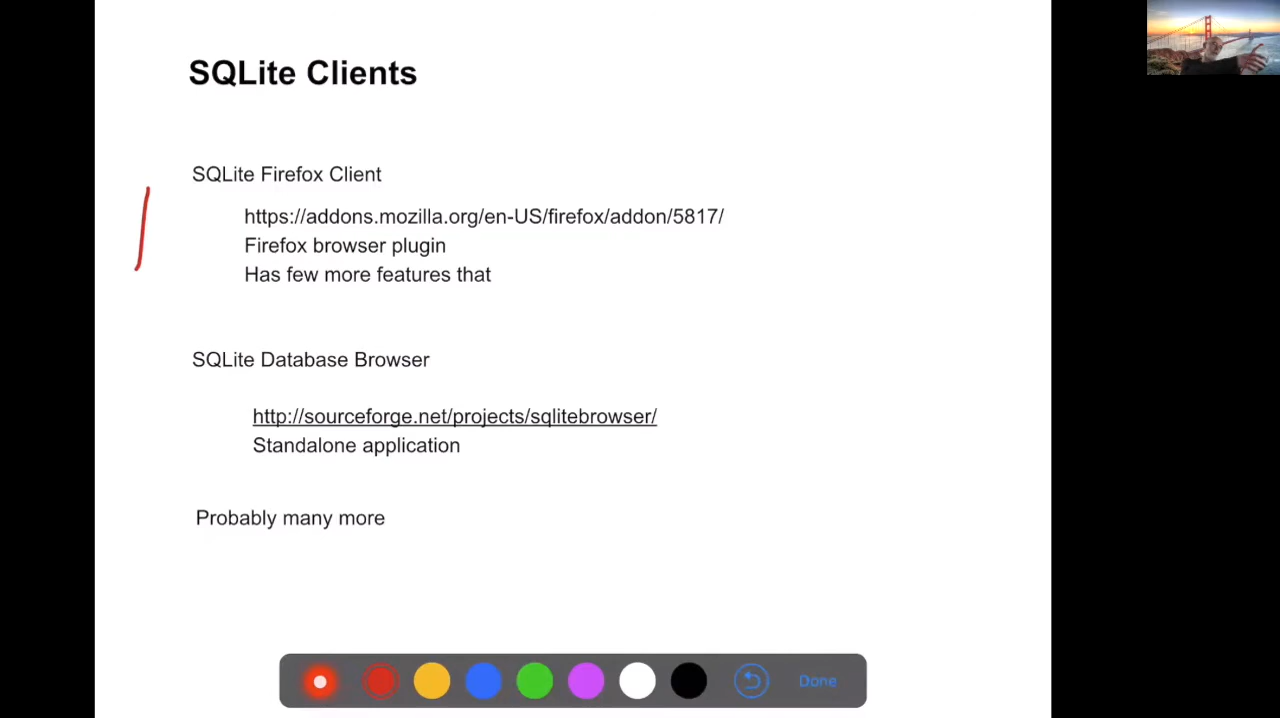 SQLite Clients
SQLite Firefox Client
https://addons.mozilla.org/en-US/firefox/addon/5817/
Firefox browser plugin
Has few more features that
SQLite Database Browser
http://sourceforge.net/projects/sqlitebrowser/
Standalone application
Probably many more
Done